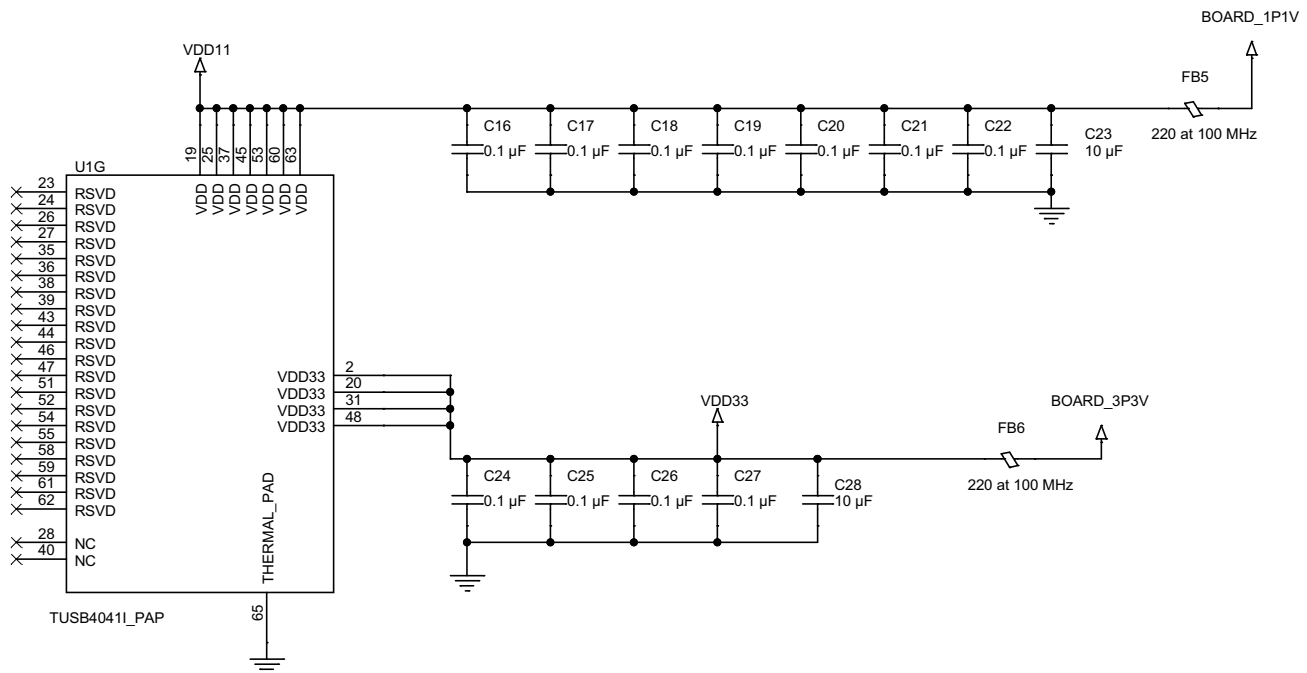 BOARD_1P1V
VDD11
FB5
220 at 100 MHz
C16
0.1 µF
C17
0.1 µF
C18
0.1 µF
C19
0.1 µF
C20
0.1 µF
C21
0.1 µF
C22
0.1 µF
C23
10 µF
19
25
37
45
53
60
63
U1G
VDD
VDD
VDD
VDD
VDD
VDD
VDD
23 RSVD
24 RSVD
26 RSVD
27 RSVD
35 RSVD
36 RSVD
38 RSVD
39 RSVD
43 RSVD
44 RSVD
46 RSVD
47 RSVD
51 RSVD
52 RSVD
54 RSVD
55 RSVD
58 RSVD
59 RSVD
61 RSVD
62 RSVD
28 NC
40 NC
VDD33 2
VDD33 20
VDD33 31
VDD33 48
THERMAL_PAD
65
TUSB4041I_PAP
VDD33
BOARD_3P3V
FB6
220 at 100 MHz
C24
0.1 µF
C25
0.1 µF
C26
0.1 µF
C27
0.1 µF
C28
10 µF